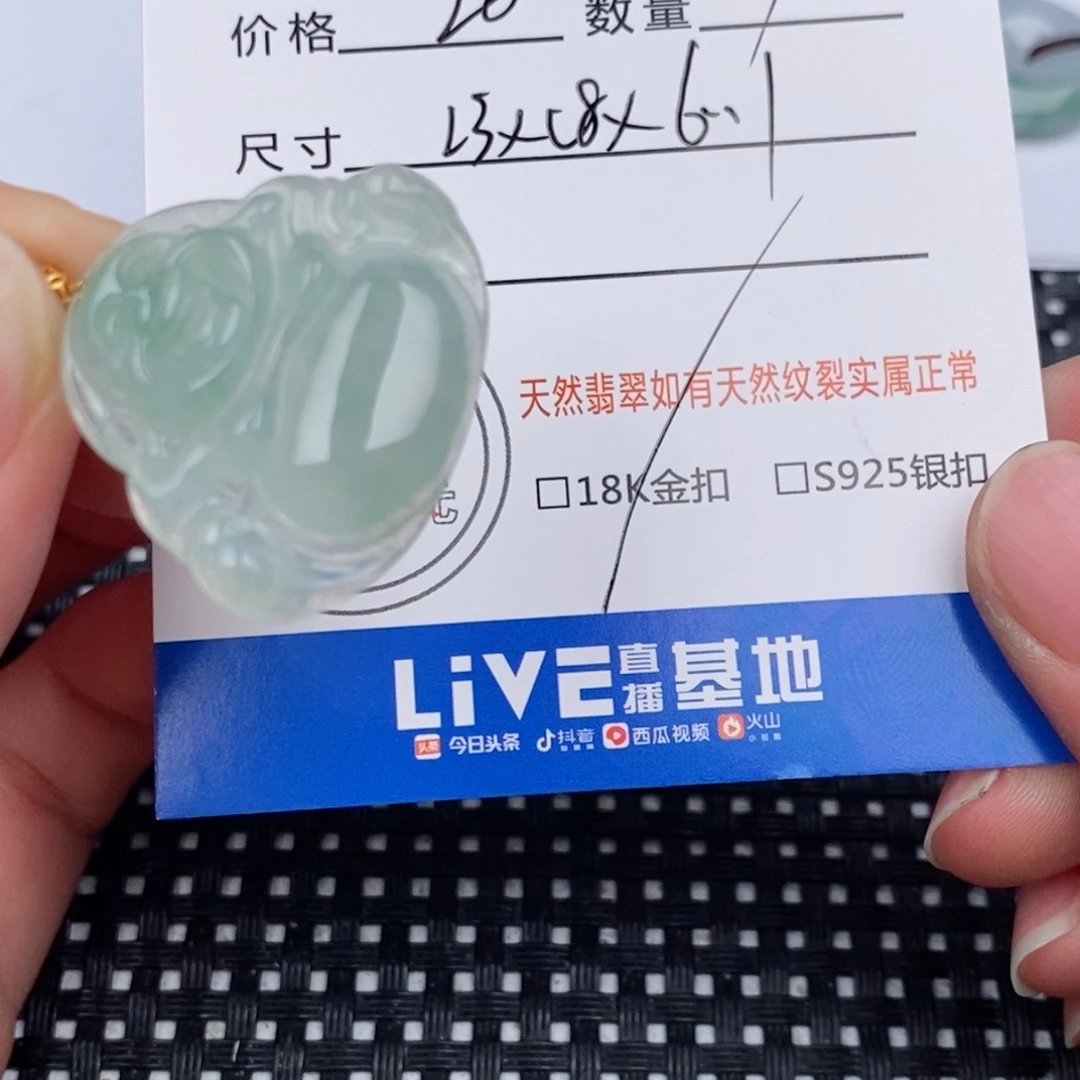 价格 数量
尺寸
天然翡翠如有天然纹裂实属正常
□18K金扣 □S925银扣
LiVE直播基地
头条 今日头条 抖音 西瓜视频 火山